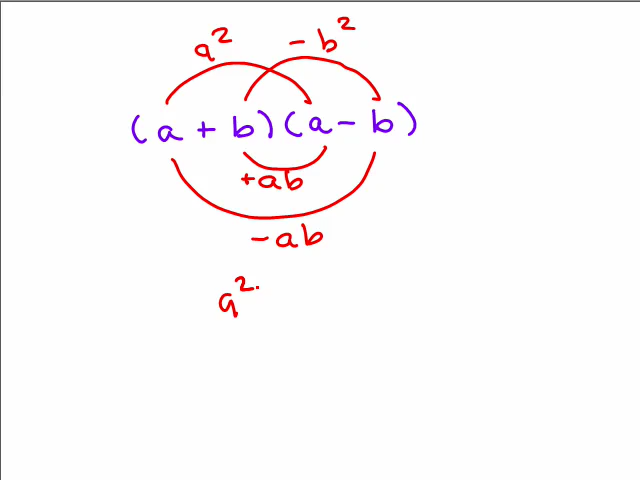 a² -b²
(a + b)(a - b)
+ab
-ab
a²